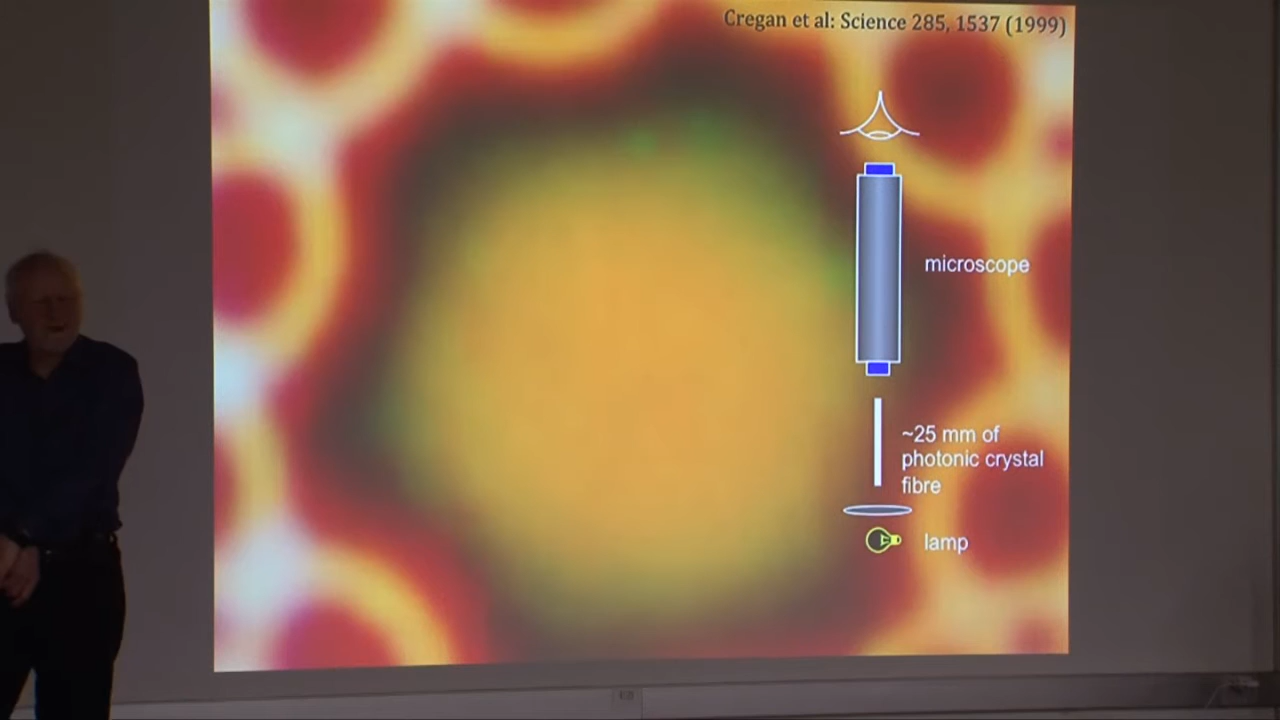 Cregan et al: Science 285, 1537 (1999)
microscope
~25 mm of
photonic crystal
fibre
lamp